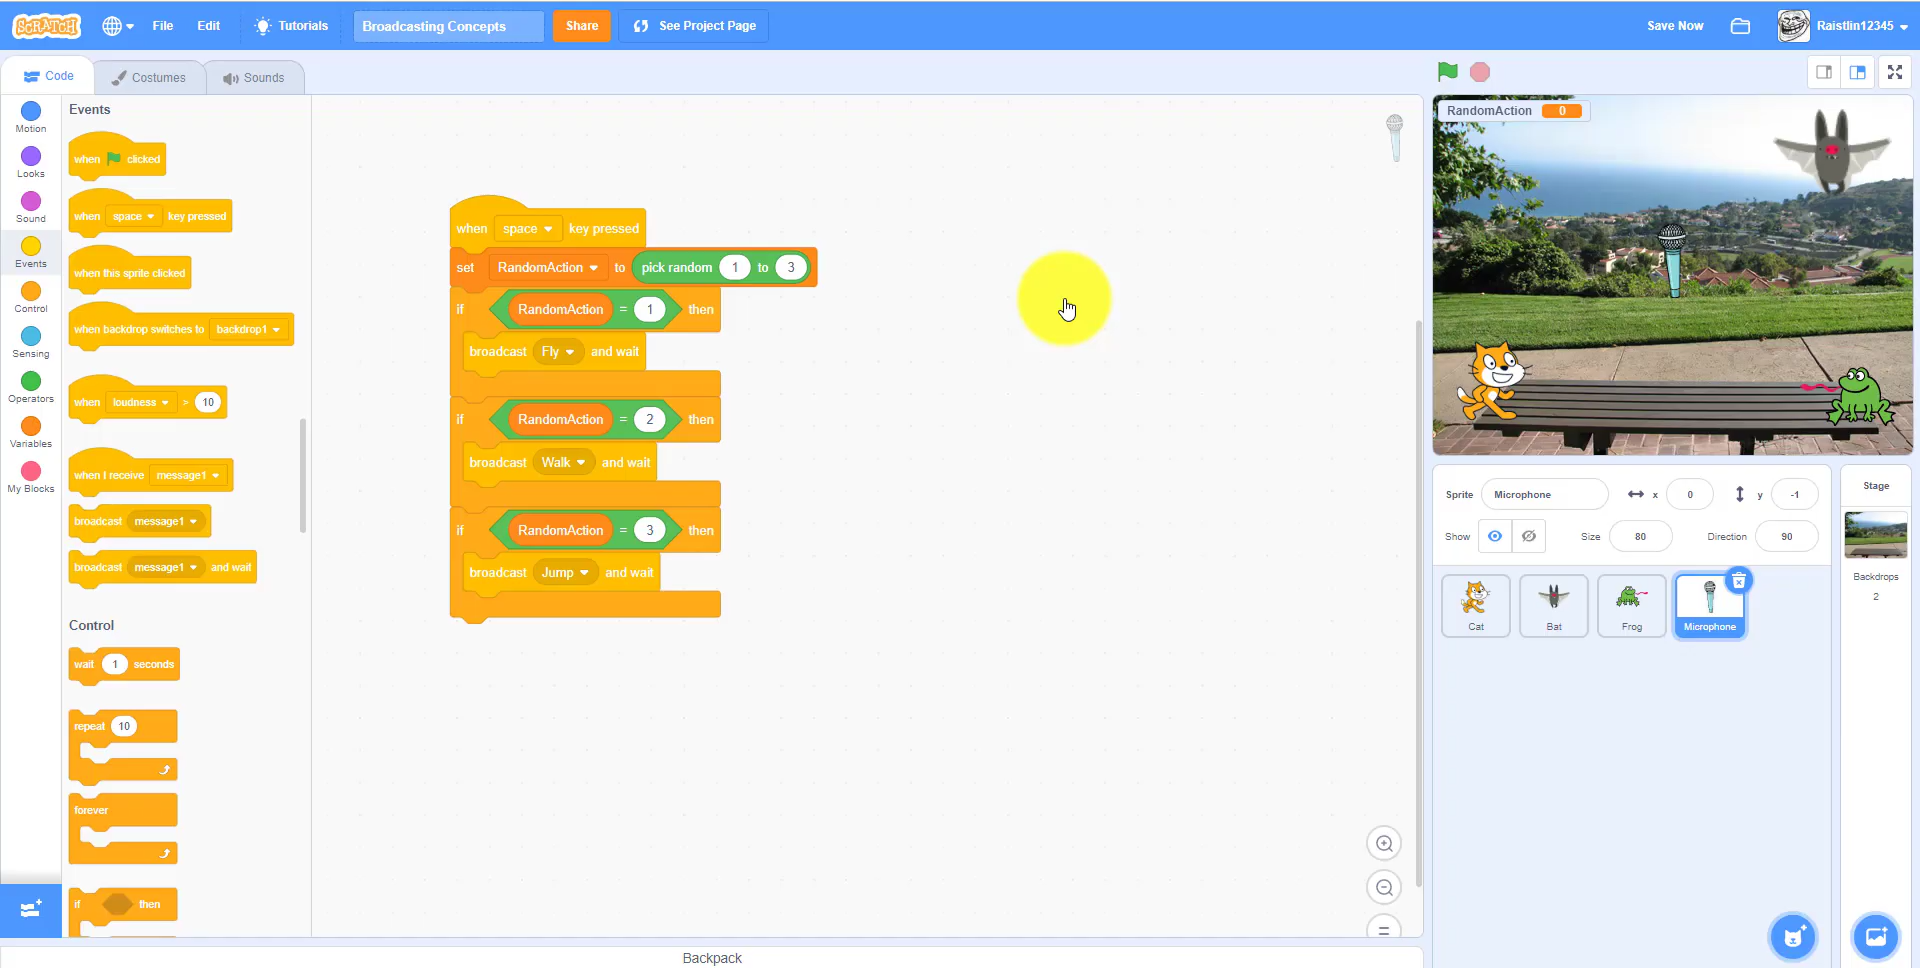 SCRATCH File Edit Tutorials Broadcasting Concepts Share See Project Page Save Now Raistlin12345
Code Costumes Sounds
Motion
Looks
Sound
Events
Control
Sensing
Operators
Variables
My Blocks
Events
when clicked
when space key pressed
when this sprite clicked
when backdrop switches to backdrop1
when loudness > 10
when I receive message1
broadcast message1
broadcast message1 and wait
Control
wait 1 seconds
repeat 10
forever
if then
when space key pressed
set RandomAction to pick random 1 to 3
if RandomAction = 1 then
broadcast Fly and wait
if RandomAction = 2 then
broadcast Walk and wait
if RandomAction = 3 then
broadcast Jump and wait
Backpack
RandomAction 0
Sprite Microphone x 0 y -1
Show Size 80 Direction 90
Cat Bat Frog Microphone
Stage
Backdrops
2